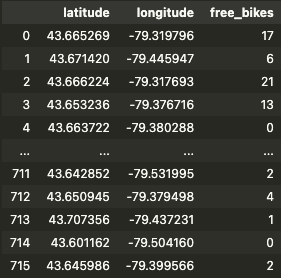 latitude longitude free_bikes
0 43.665269 -79.319796 17
1 43.671420 -79.445947 6
2 43.666224 -79.317693 21
3 43.653236 -79.376716 13
4 43.663722 -79.380288 0
... ... ... ...
711 43.642852 -79.531995 2
712 43.650945 -79.379498 4
713 43.707356 -79.437231 1
714 43.601162 -79.504160 0
715 43.645986 -79.399566 2